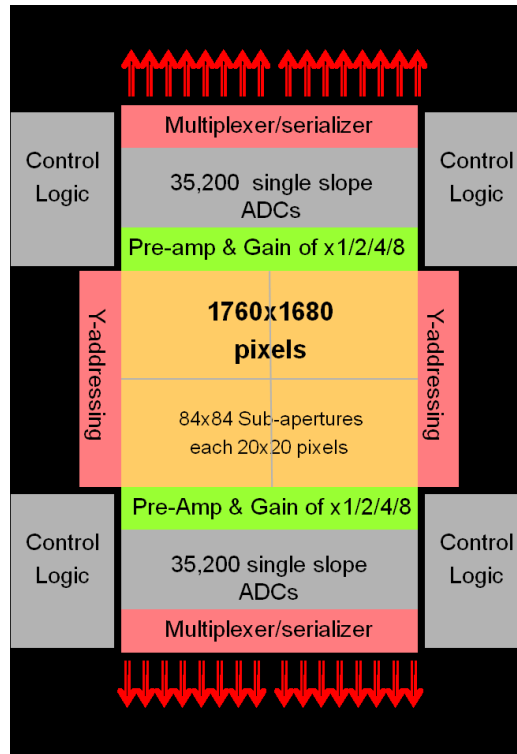 Multiplexer/serializer
Control
Logic
35,200 single slope
ADCs
Control
Logic
Pre-amp & Gain of x1/2/4/8
Y-addressing
1760x1680
pixels
84x84 Sub-apertures
each 20x20 pixels
Y-addressing
Pre-Amp & Gain of x1/2/4/8
Control
Logic
35,200 single slope
ADCs
Control
Logic
Multiplexer/serializer